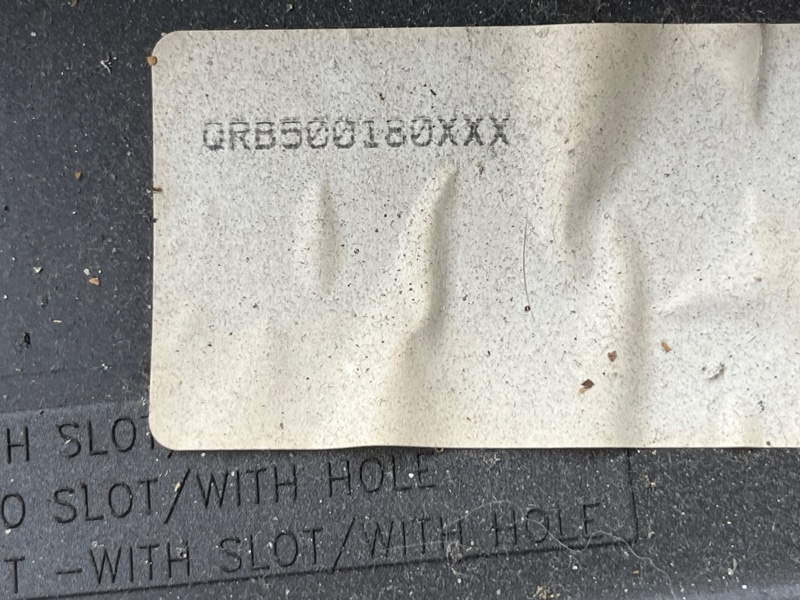 QRB500180XXX
H SLOT
O SLOT/WITH HOLE
T -WITH SLOT/WITH HOLE